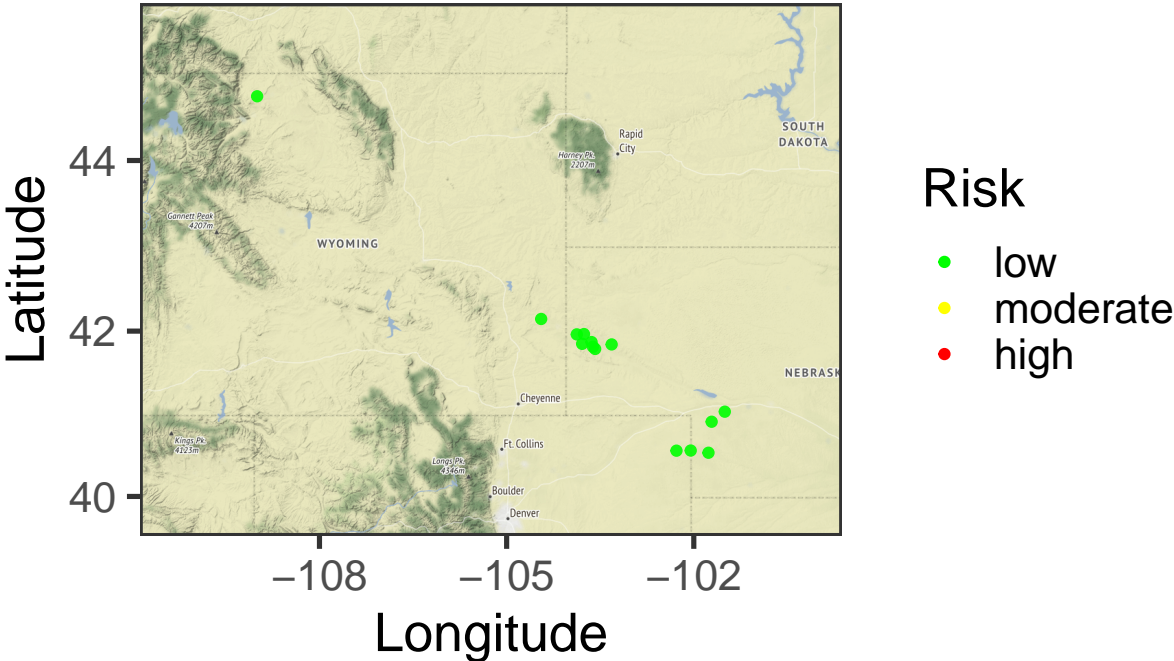 Latitude
44
42
40
Rapid
City
Harney Pk.
2207m
SOUTH
DAKOTA
Gannett Peak
4207m
WYOMING
NEBRASK
Cheyenne
Kings Pk.
4123m
Ft. Collins
Longs Pk.
4346m
Boulder
Denver
−108
−105
−102
Longitude
Risk
low
moderate
high